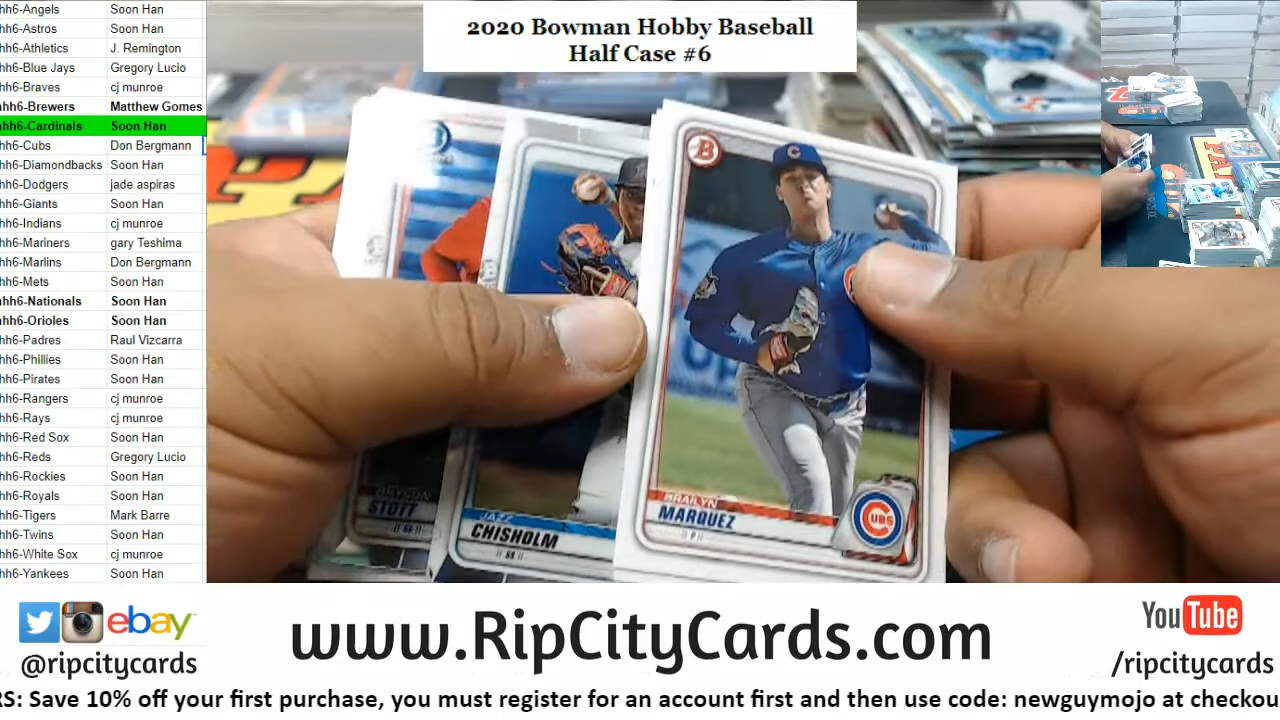 hh6-Angels Soon Han
hh6-Astros Soon Han
hh6-Athletics J. Remington
hh6-Blue Jays Gregory Lucio
hh6-Braves cj munroe
hh6-Brewers Matthew Gomes
hh6-Cardinals Soon Han
hh6-Cubs Don Bergmann
hh6-Diamondbacks Soon Han
hh6-Dodgers jade aspiras
hh6-Giants Soon Han
hh6-Indians cj munroe
hh6-Mariners gary Teshima
hh6-Marlins Don Bergmann
hh6-Mets Soon Han
hh6-Nationals Soon Han
hh6-Orioles Soon Han
hh6-Padres Raul Vizcarra
hh6-Phillies Soon Han
hh6-Pirates Soon Han
hh6-Rangers cj munroe
hh6-Rays cj munroe
hh6-Red Sox Soon Han
hh6-Reds Gregory Lucio
hh6-Rockies Soon Han
hh6-Royals Soon Han
hh6-Tigers Mark Barre
hh6-Twins Soon Han
hh6-White Sox cj munroe
hh6-Yankees Soon Han
2020 Bowman Hobby Baseball
Half Case #6
B
C
STOTT
SS
JAZZ
CHISHOLM
SS
BRAILYN
MARQUEZ
P
CUBS
ebay
@ripcitycards
www.RipCityCards.com
YouTube
/ripcitycards
RS: Save 10% off your first purchase, you must register for an account first and then use code: newguymojo at checkou